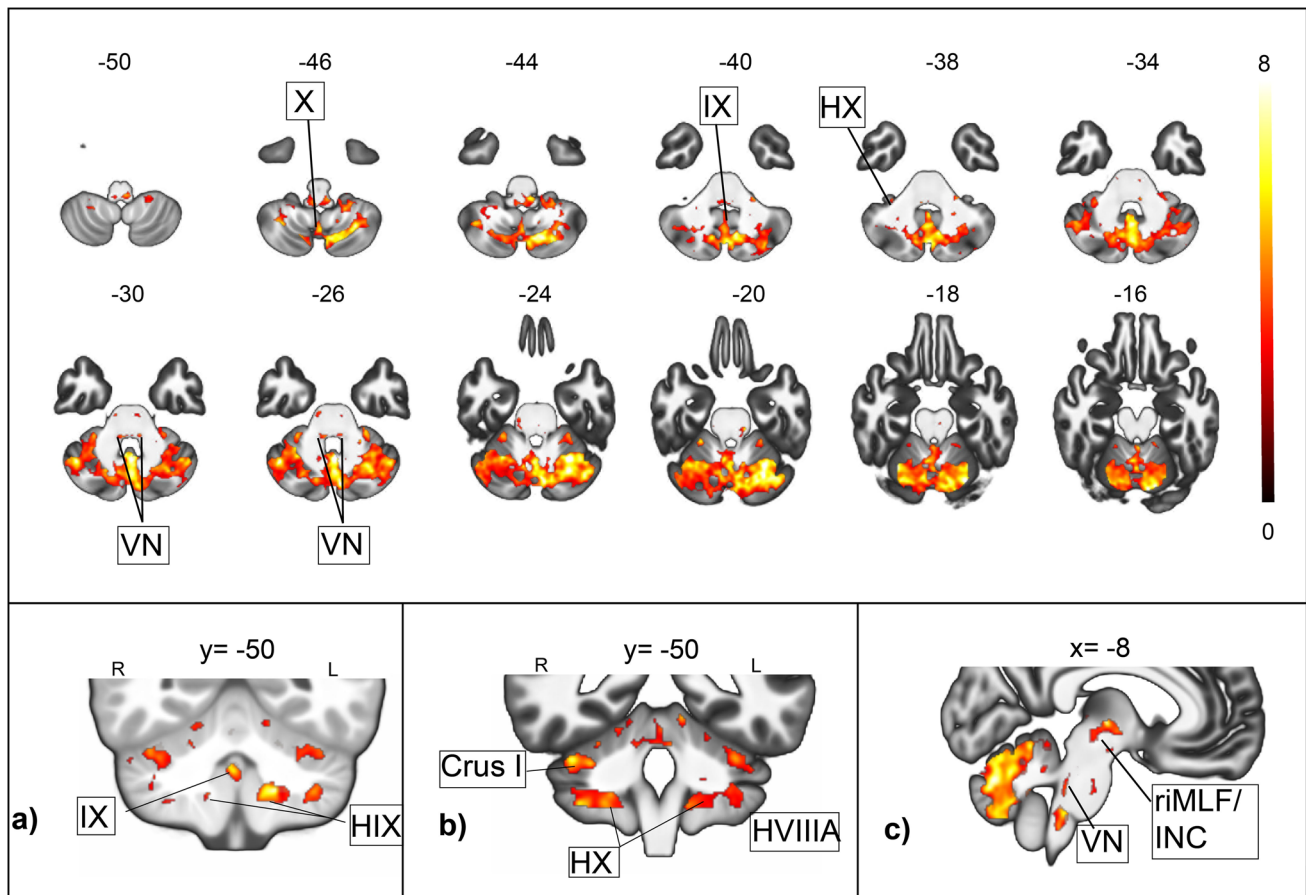 -50 -46 -44 -40 -38 -34 8
X IX HX
-30 -26 -24 -20 -18 -16
VN VN 0
a) y= -50
R L
IX HIX
b) y= -50
R L
Crus I
HX HVIIIA
c) x= -8
VN riMLF/
INC